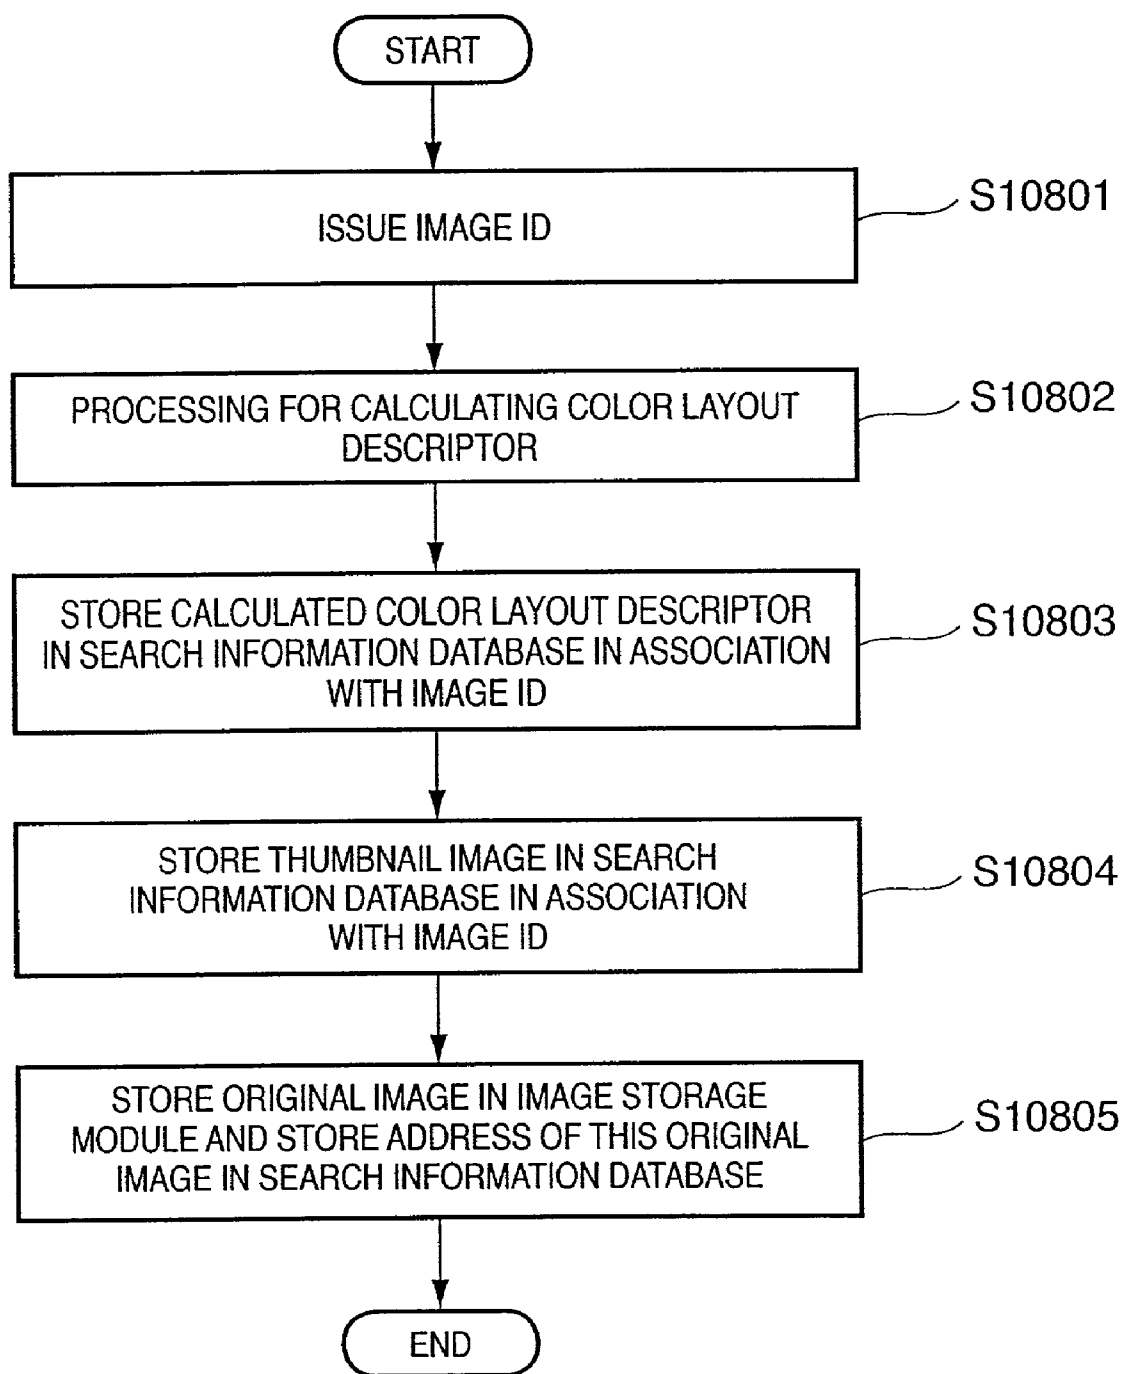 START
ISSUE IMAGE ID
S10801
PROCESSING FOR CALCULATING COLOR LAYOUT
DESCRIPTOR
S10802
STORE CALCULATED COLOR LAYOUT DESCRIPTOR
IN SEARCH INFORMATION DATABASE IN ASSOCIATION
WITH IMAGE ID
S10803
STORE THUMBNAIL IMAGE IN SEARCH
INFORMATION DATABASE IN ASSOCIATION
WITH IMAGE ID
S10804
STORE ORIGINAL IMAGE IN IMAGE STORAGE
MODULE AND STORE ADDRESS OF THIS ORIGINAL
IMAGE IN SEARCH INFORMATION DATABASE
S10805
END